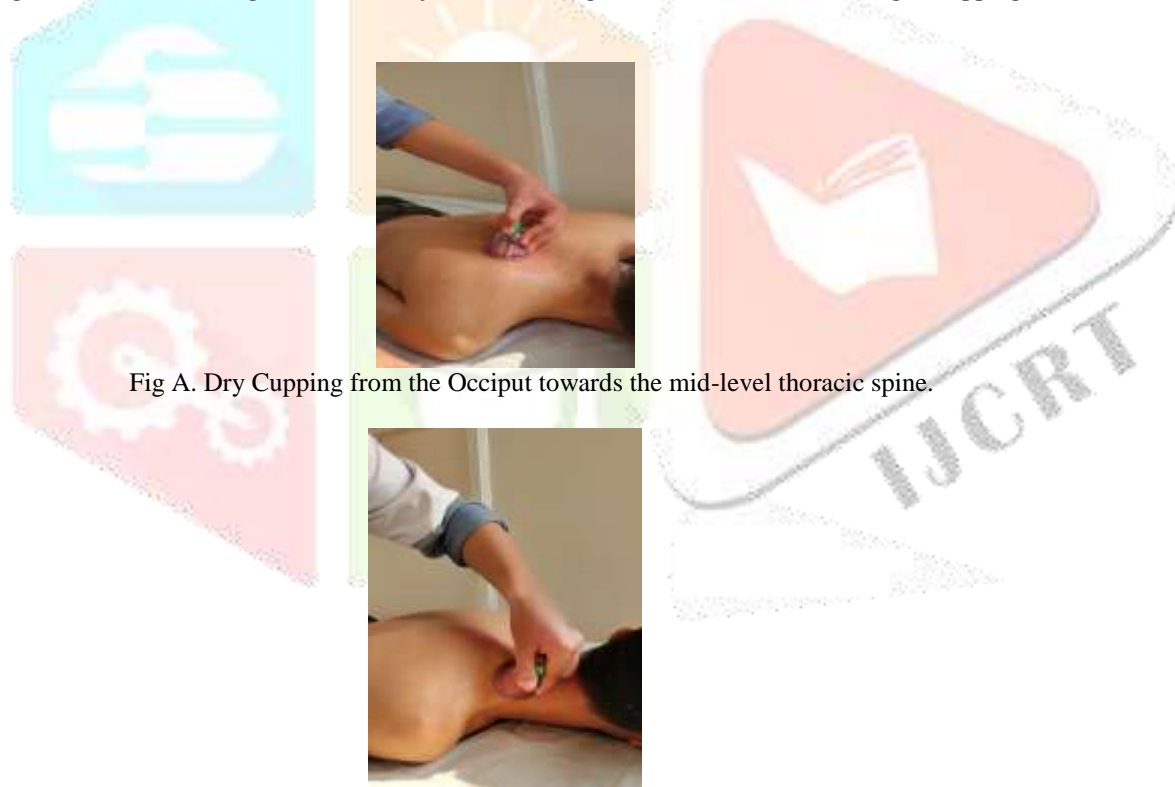 Fig A. Dry Cupping from the Occiput towards the mid-level thoracic spine.
IJCRT